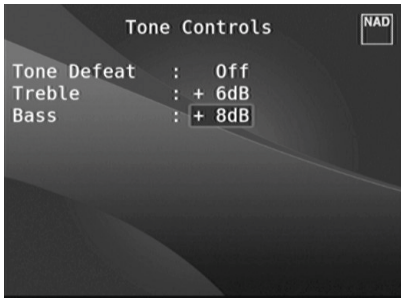 Tone Controls
NAD
Tone Defeat : Off
Treble : + 6dB
Bass : + 8dB